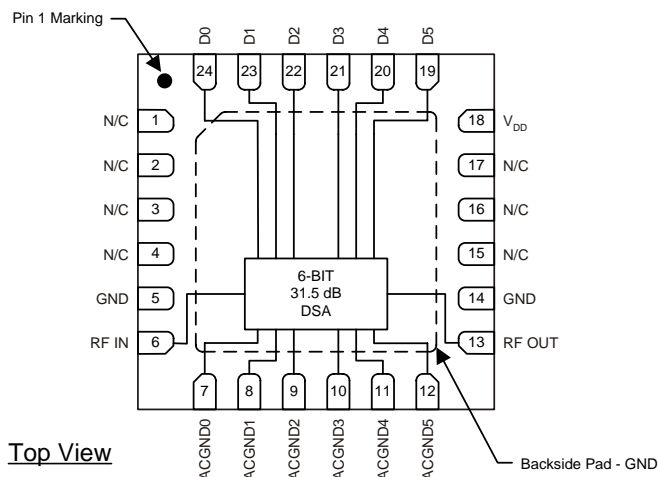 Pin 1 Marking
D0
D1
D2
D3
D4
D5
24
23
22
21
20
19
N/C 1
18 VDD
N/C 2
17 N/C
N/C 3
16 N/C
N/C 4
15 N/C
6-BIT
31.5 dB
DSA
GND 5
14 GND
RF IN 6
13 RF OUT
7
8
9
10
11
12
ACGND0
ACGND1
ACGND2
ACGND3
ACGND4
ACGND5
Top View
Backside Pad - GND